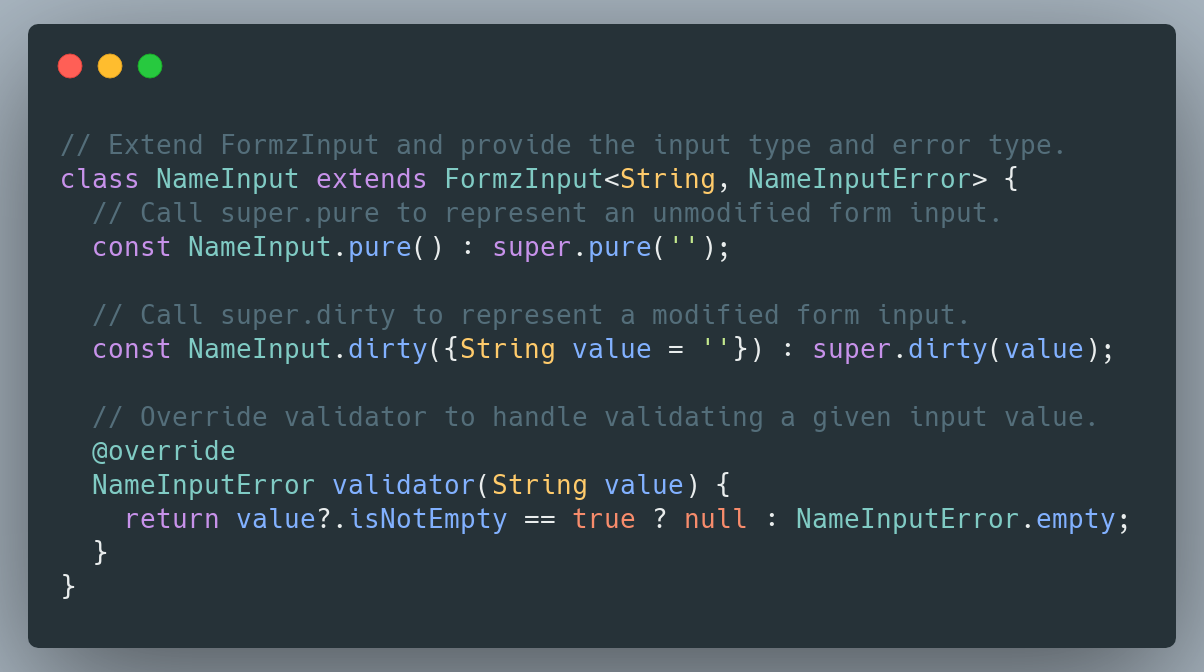 // Extend FormzInput and provide the input type and error type.
class NameInput extends FormzInput<String, NameInputError> {
  // Call super.pure to represent an unmodified form input.
  const NameInput.pure() : super.pure('');

  // Call super.dirty to represent a modified form input.
  const NameInput.dirty({String value = ''}) : super.dirty(value);

  // Override validator to handle validating a given input value.
  @override
  NameInputError validator(String value) {
    return value?.isNotEmpty == true ? null : NameInputError.empty;
  }
}